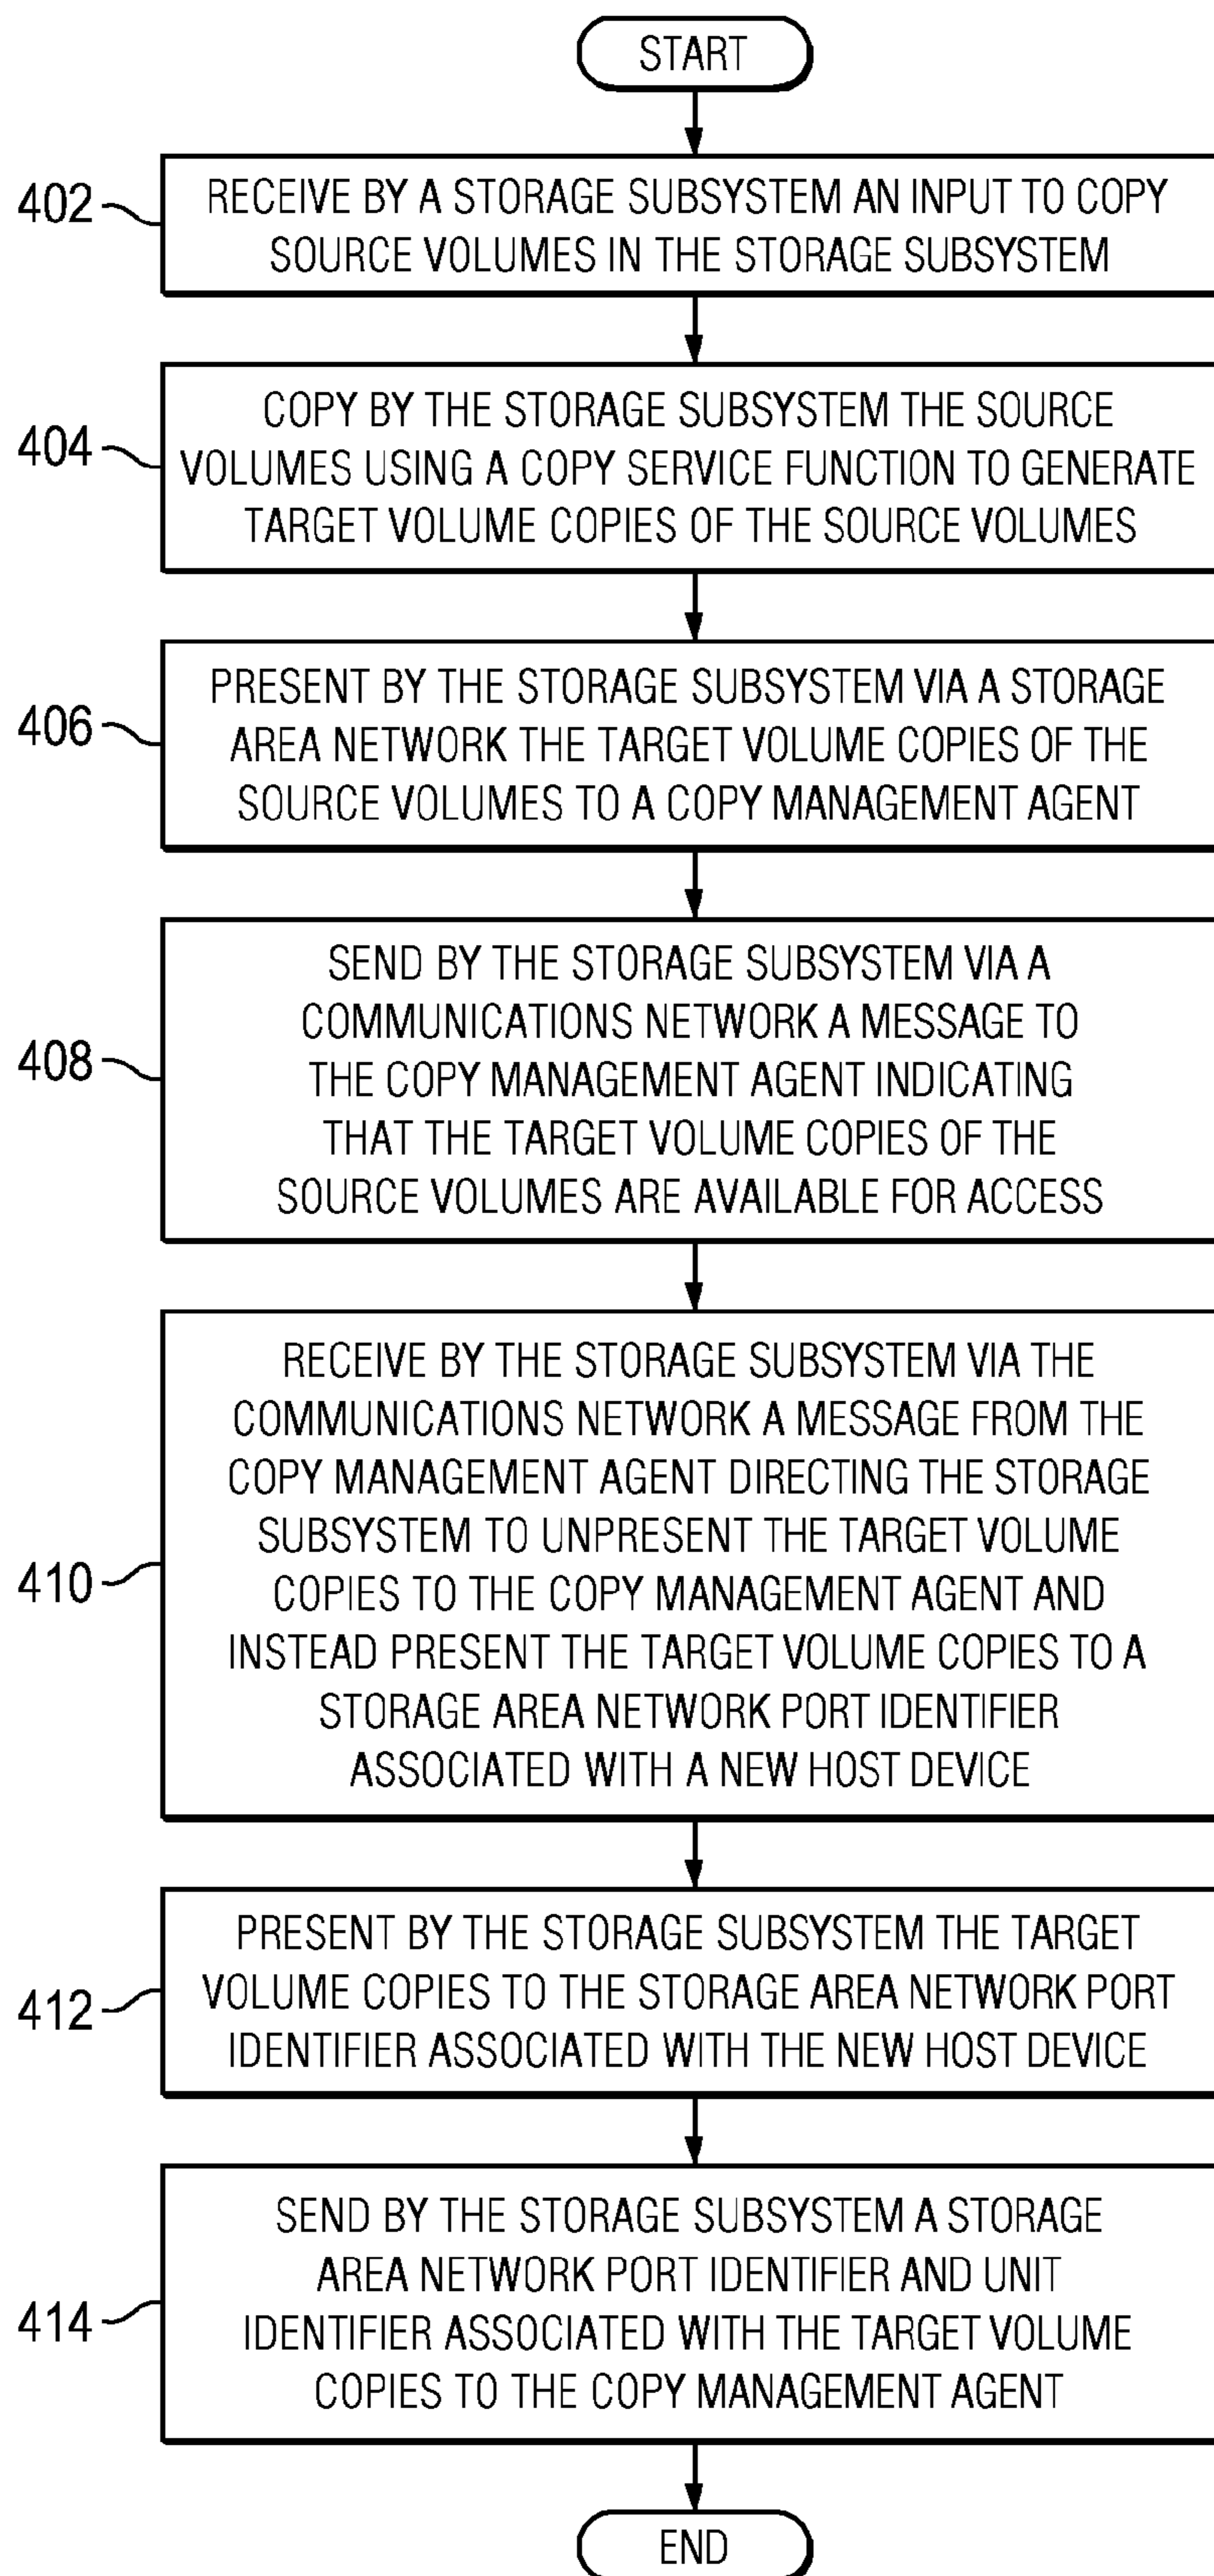 START
402
RECEIVE BY A STORAGE SUBSYSTEM AN INPUT TO COPY
SOURCE VOLUMES IN THE STORAGE SUBSYSTEM
404
COPY BY THE STORAGE SUBSYSTEM THE SOURCE
VOLUMES USING A COPY SERVICE FUNCTION TO GENERATE
TARGET VOLUME COPIES OF THE SOURCE VOLUMES
406
PRESENT BY THE STORAGE SUBSYSTEM VIA A STORAGE
AREA NETWORK THE TARGET VOLUME COPIES OF THE
SOURCE VOLUMES TO A COPY MANAGEMENT AGENT
408
SEND BY THE STORAGE SUBSYSTEM VIA A
COMMUNICATIONS NETWORK A MESSAGE TO
THE COPY MANAGEMENT AGENT INDICATING
THAT THE TARGET VOLUME COPIES OF THE
SOURCE VOLUMES ARE AVAILABLE FOR ACCESS
410
RECEIVE BY THE STORAGE SUBSYSTEM VIA THE
COMMUNICATIONS NETWORK A MESSAGE FROM THE
COPY MANAGEMENT AGENT DIRECTING THE STORAGE
SUBSYSTEM TO UNPRESENT THE TARGET VOLUME
COPIES TO THE COPY MANAGEMENT AGENT AND
INSTEAD PRESENT THE TARGET VOLUME COPIES TO A
STORAGE AREA NETWORK PORT IDENTIFIER
ASSOCIATED WITH A NEW HOST DEVICE
412
PRESENT BY THE STORAGE SUBSYSTEM THE TARGET
VOLUME COPIES TO THE STORAGE AREA NETWORK PORT
IDENTIFIER ASSOCIATED WITH THE NEW HOST DEVICE
414
SEND BY THE STORAGE SUBSYSTEM A STORAGE
AREA NETWORK PORT IDENTIFIER AND UNIT
IDENTIFIER ASSOCIATED WITH THE TARGET VOLUME
COPIES TO THE COPY MANAGEMENT AGENT
END